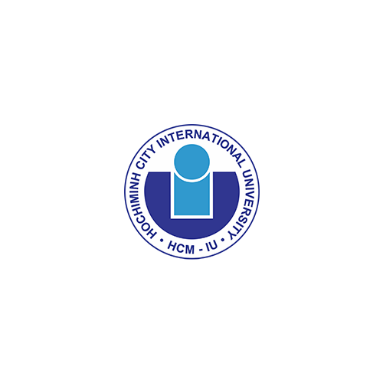 HOCHIMINH CITY INTERNATIONAL UNIVERSITY
• HCM - IU •